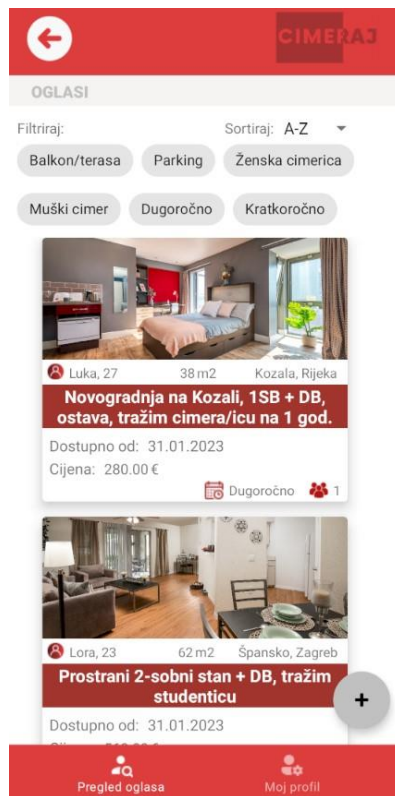 CIMERAJ
OGLASI
Filtriraj:
Sortiraj: A-Z
Balkon/terasa
Parking
Ženska cimerica
Muški cimer
Dugoročno
Kratkoročno
Luka, 27
38 m2
Kozala, Rijeka
Novogradnja na Kozali, 1SB + DB,
ostava, tražim cimera/icu na 1 god.
Dostupno od: 31.01.2023
Cijena: 280.00 €
Dugoročno
1
Lora, 23
62 m2
Špansko, Zagreb
Prostrani 2-sobni stan + DB, tražim
studenticu
+
Dostupno od: 31.01.2023
Pregled oglasa
Moj profil